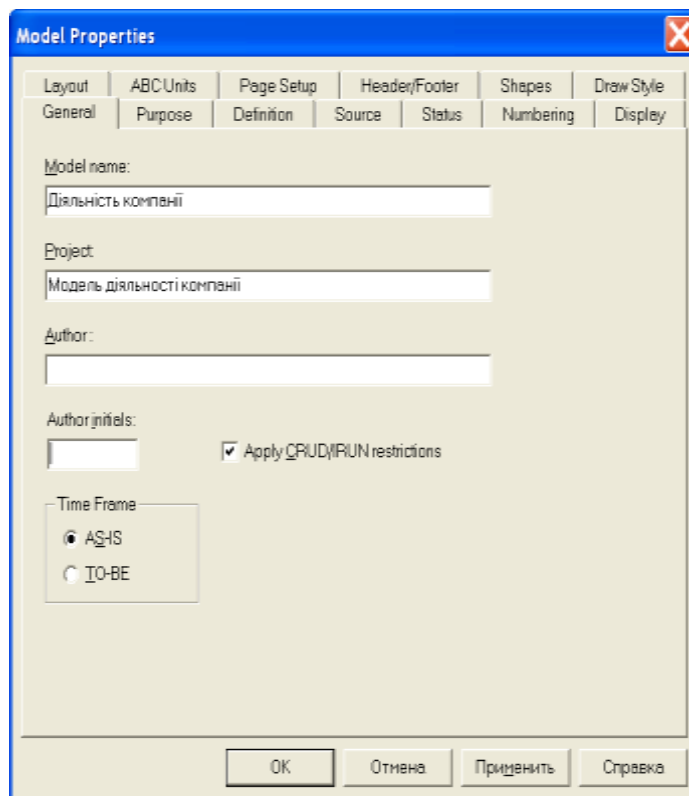 Model Properties
Layout ABC Units Page Setup Header/Footer Shapes Draw Style
General Purpose Definition Source Status Numbering Display
Model name:
Діяльність компанії
Project
Модель діяльності компанії
Author:
Author initials:
Apply CRUD/IRUN restrictions
Time Frame
AS-IS
TO-BE
OK Отмена Применить Справка